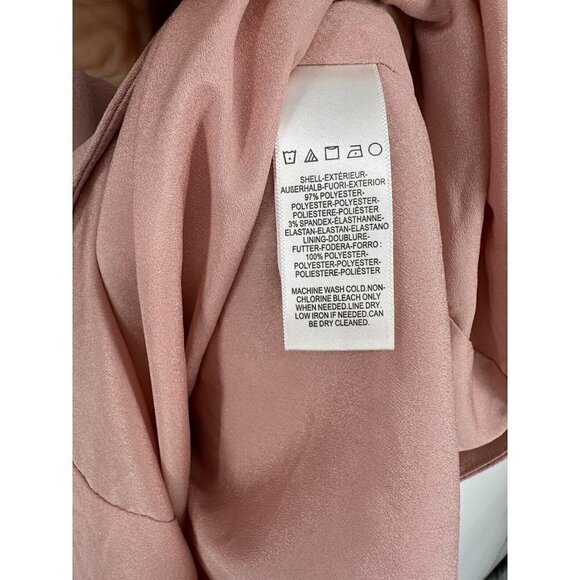 SHELL-EXTÉRIEUR-
AUßERHALB-FUORI-EXTERIOR
97% POLYESTER-
POLYESTER-POLYESTER-
POLIESTERE-POLIÉSTER
3% SPANDEX-ÉLASTHANNE-
ELASTAN-ELASTAN-ELASTANO
LINING-DOUBLURE-
FUTTER-FODERA-FORRO :
100% POLYESTER-
POLYESTER-POLYESTER-
POLIESTERE-POLIÉSTER
MACHINE WASH COLD.NON-
CHLORINE BLEACH ONLY
WHEN NEEDED.LINE DRY.
LOW IRON IF NEEDED.CAN
BE DRY CLEANED.